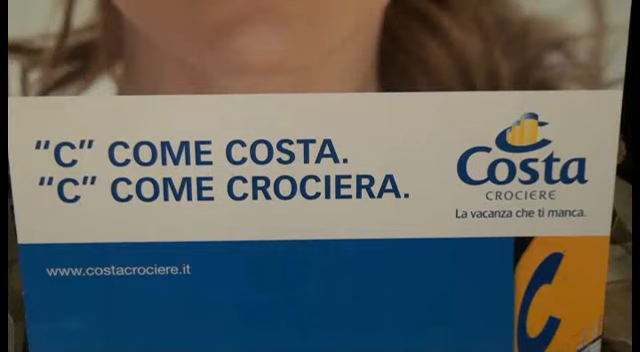 "C" COME COSTA.
"C" COME CROCIERA.
Costa
CROCIERE
La vacanza che ti manca.
www.costacrociere.it
C